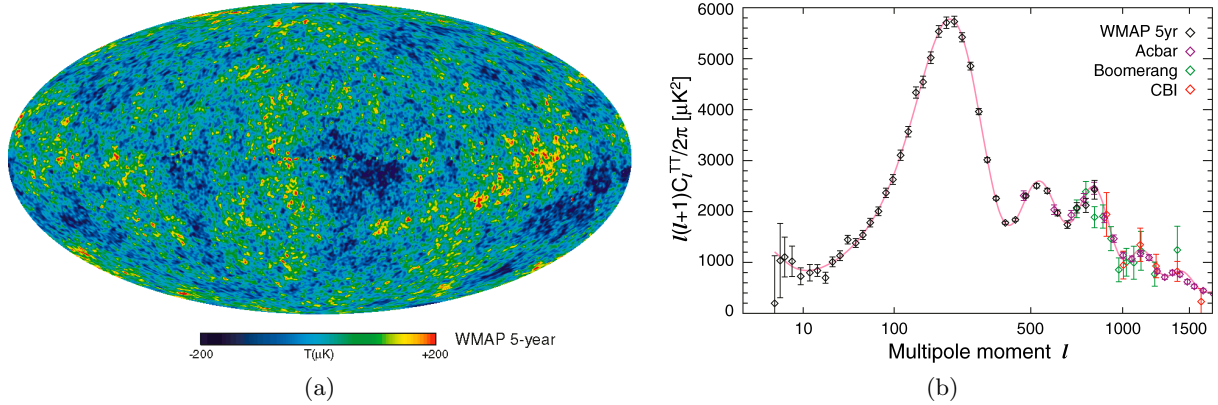 WMAP 5-year
-200 T(μK) +200
(a)
l(l+1)C_l^TT/2π [μK²]
6000
5000
4000
3000
2000
1000
0
WMAP 5yr
Acbar
Boomerang
CBI
10 100 500 1000 1500
Multipole moment l
(b)